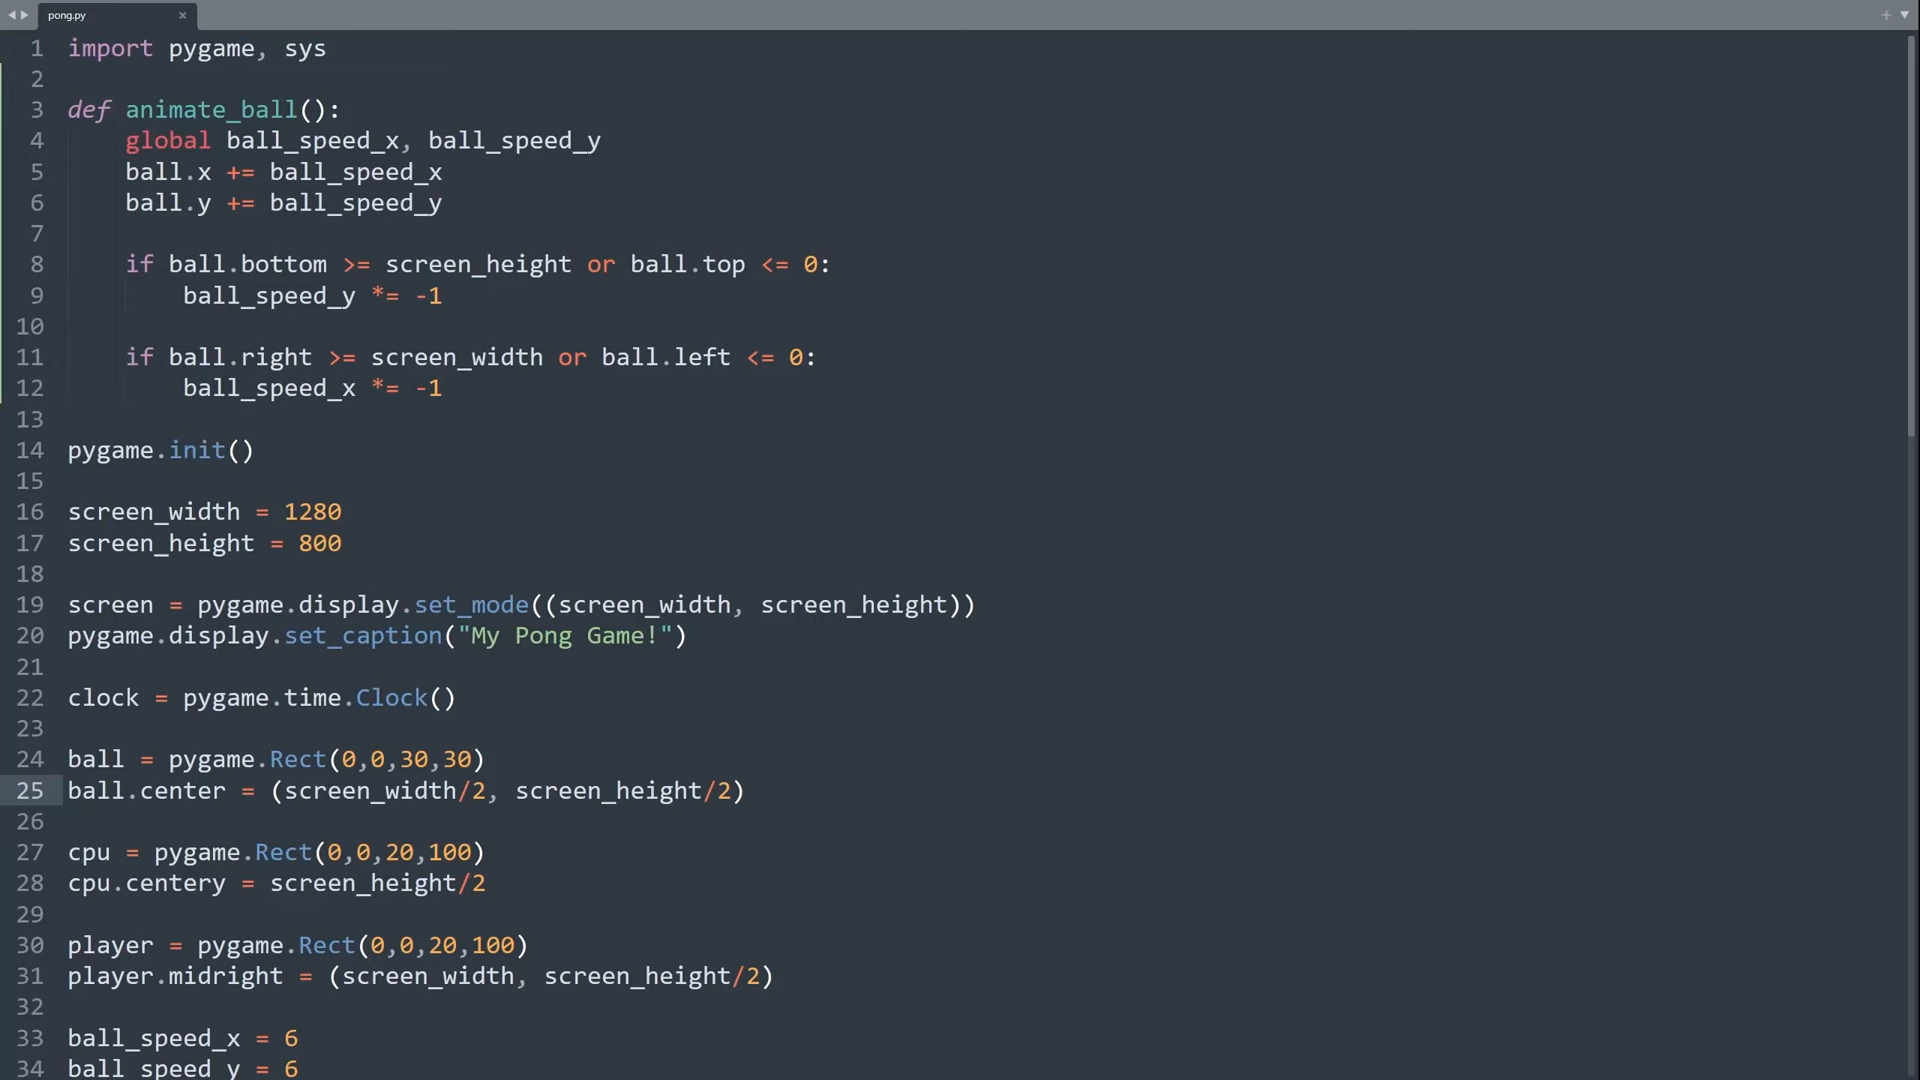 pong.py
1 import pygame, sys
2
3 def animate_ball():
4     global ball_speed_x, ball_speed_y
5     ball.x += ball_speed_x
6     ball.y += ball_speed_y
7
8     if ball.bottom >= screen_height or ball.top <= 0:
9         ball_speed_y *= -1
10
11     if ball.right >= screen_width or ball.left <= 0:
12         ball_speed_x *= -1
13
14 pygame.init()
15
16 screen_width = 1280
17 screen_height = 800
18
19 screen = pygame.display.set_mode((screen_width, screen_height))
20 pygame.display.set_caption("My Pong Game!")
21
22 clock = pygame.time.Clock()
23
24 ball = pygame.Rect(0,0,30,30)
25 ball.center = (screen_width/2, screen_height/2)
26
27 cpu = pygame.Rect(0,0,20,100)
28 cpu.centery = screen_height/2
29
30 player = pygame.Rect(0,0,20,100)
31 player.midright = (screen_width, screen_height/2)
32
33 ball_speed_x = 6
34 ball_speed_y = 6